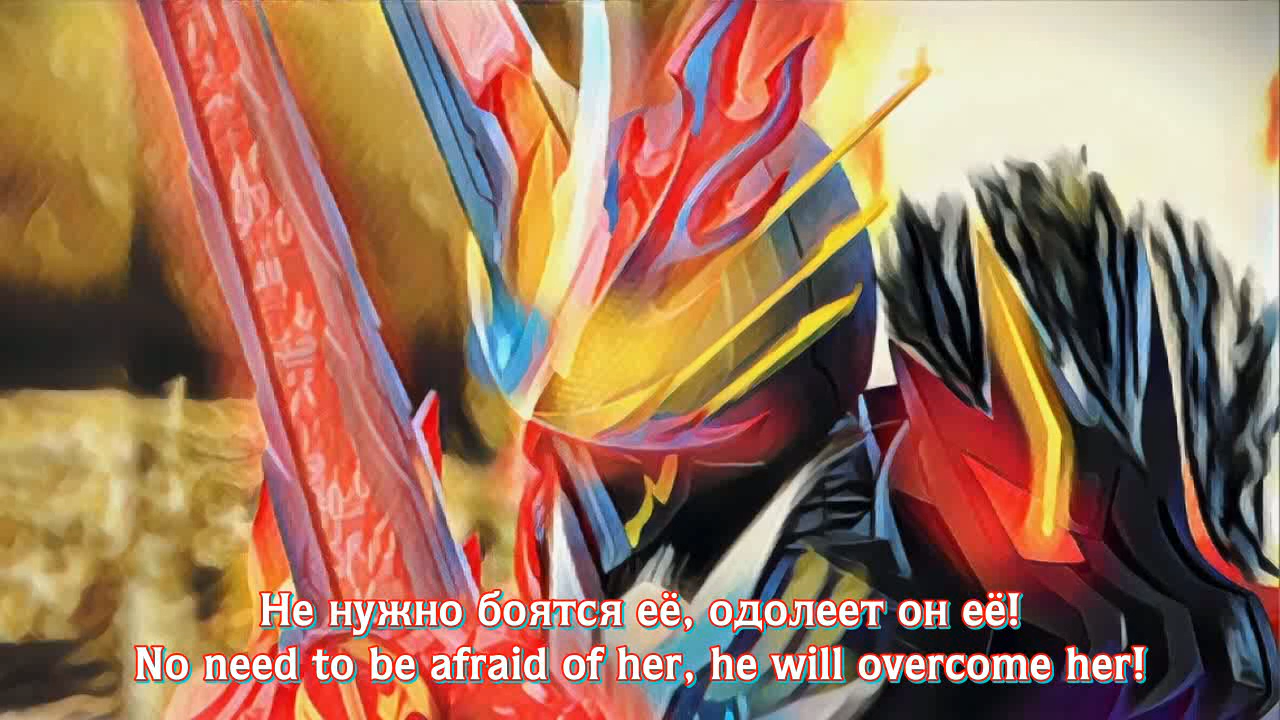 Не нужно боятся её, одолеет он её!
No need to be afraid of her, he will overcome her!